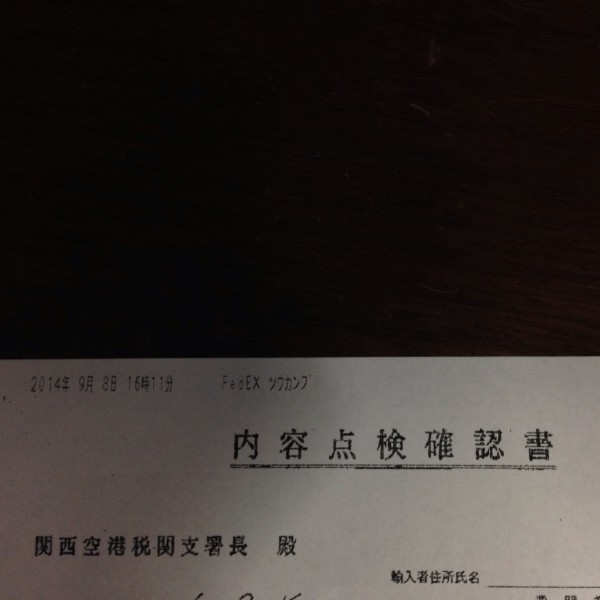 2014年 9月 8日 16時11分 FedEX ツウカンブ
内容点検確認書
関西空港税関支署長 殿
輸入者住所氏名